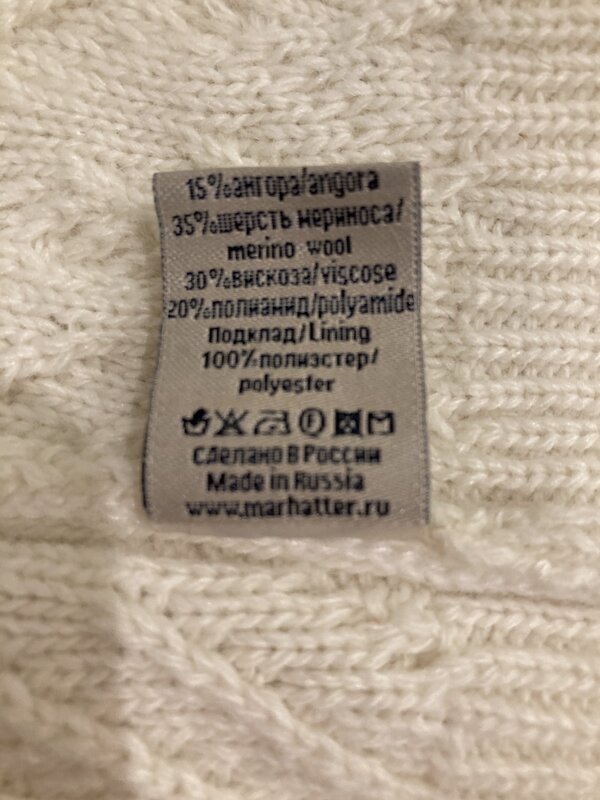 15%ангора/angora
35%шерсть мериноса/
merino wool
30%вискоза/viscose
20%полиамид/polyamide
Подклад/Lining
100%полиэстер/
polyester
Сделано в России
Made in Russia
www.marhatter.ru